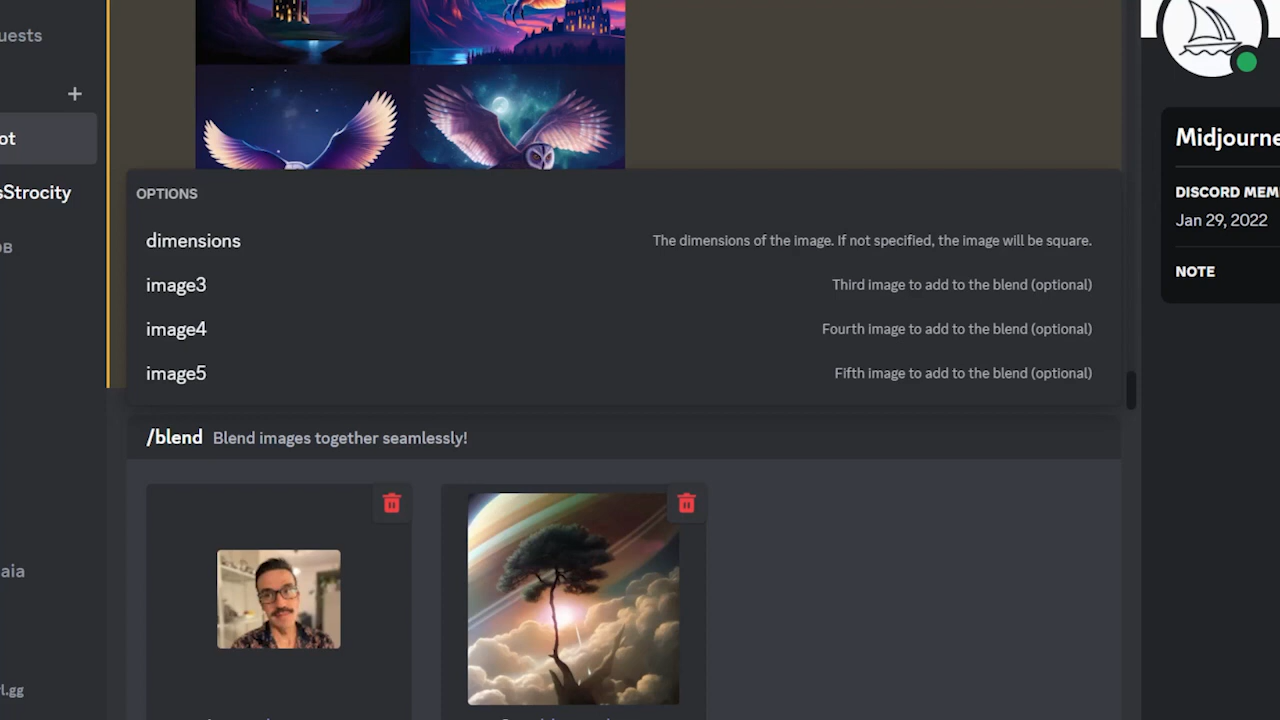 uests
+
ot
sStrocity
OB
aia
l.gg
OPTIONS
dimensions The dimensions of the image. If not specified, the image will be square.
image3 Third image to add to the blend (optional)
image4 Fourth image to add to the blend (optional)
image5 Fifth image to add to the blend (optional)
/blend Blend images together seamlessly!
Midjourne
DISCORD MEM
Jan 29, 2022
NOTE